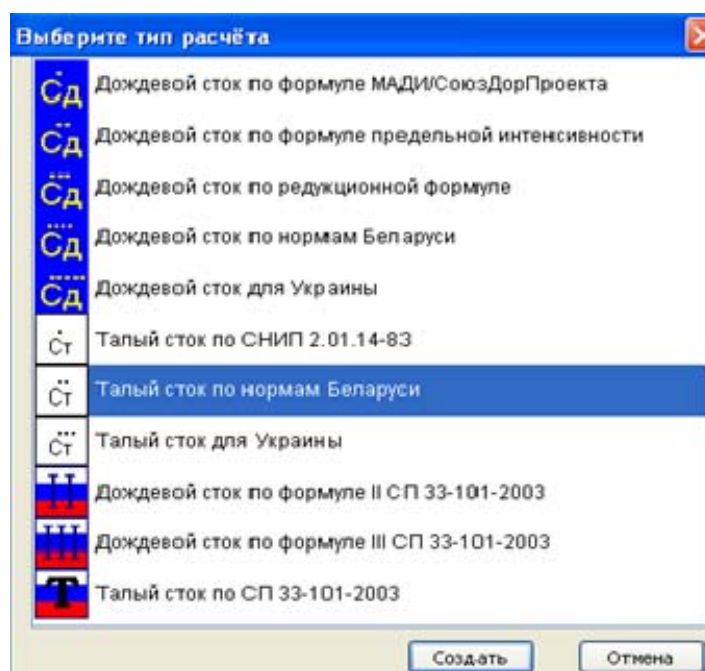 Выберите тип расчёта
Сд Дождевой сток по формуле МАДИ/СоюзДорПроекта
Сд Дождевой сток по формуле предельной интенсивности
Сд Дождевой сток по редукционной формуле
Сд Дождевой сток по нормам Беларуси
Сд Дождевой сток для Украины
Ст Талый сток по СНИП 2.01.14-83
Ст Талый сток по нормам Беларуси
Ст Талый сток для Украины
II Дождевой сток по формуле II СП 33-101-2003
III Дождевой сток по формуле III СП 33-101-2003
Т Талый сток по СП 33-101-2003
Создать Отмена